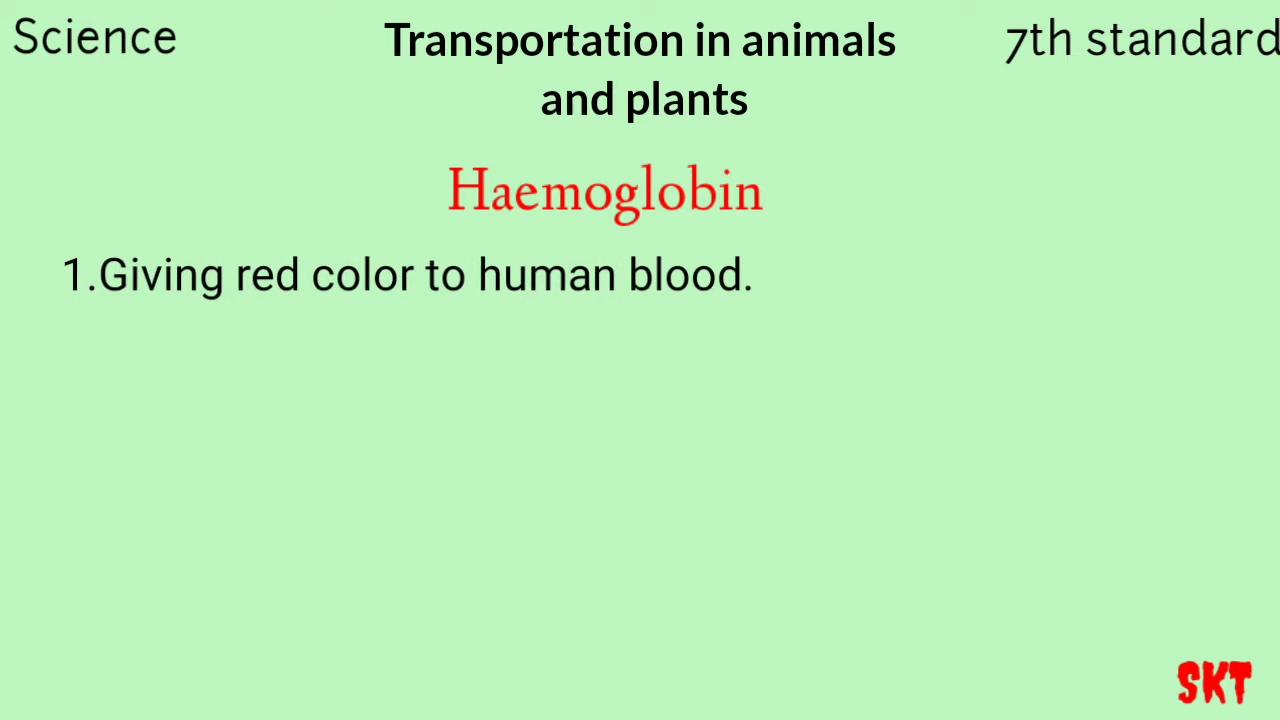 Science
Transportation in animals
and plants
7th standard
Haemoglobin
1.Giving red color to human blood.
SKT